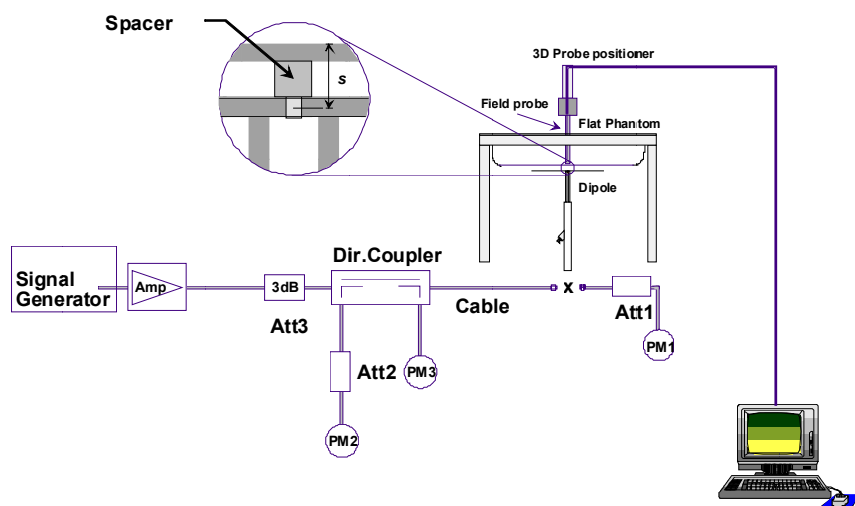 Spacer
s
3D Probe positioner
Field probe
Flat Phantom
Dipole
Signal
Generator
Amp
3dB
Att3
Dir.Coupler
Cable
x
Att1
PM1
Att2
PM3
PM2